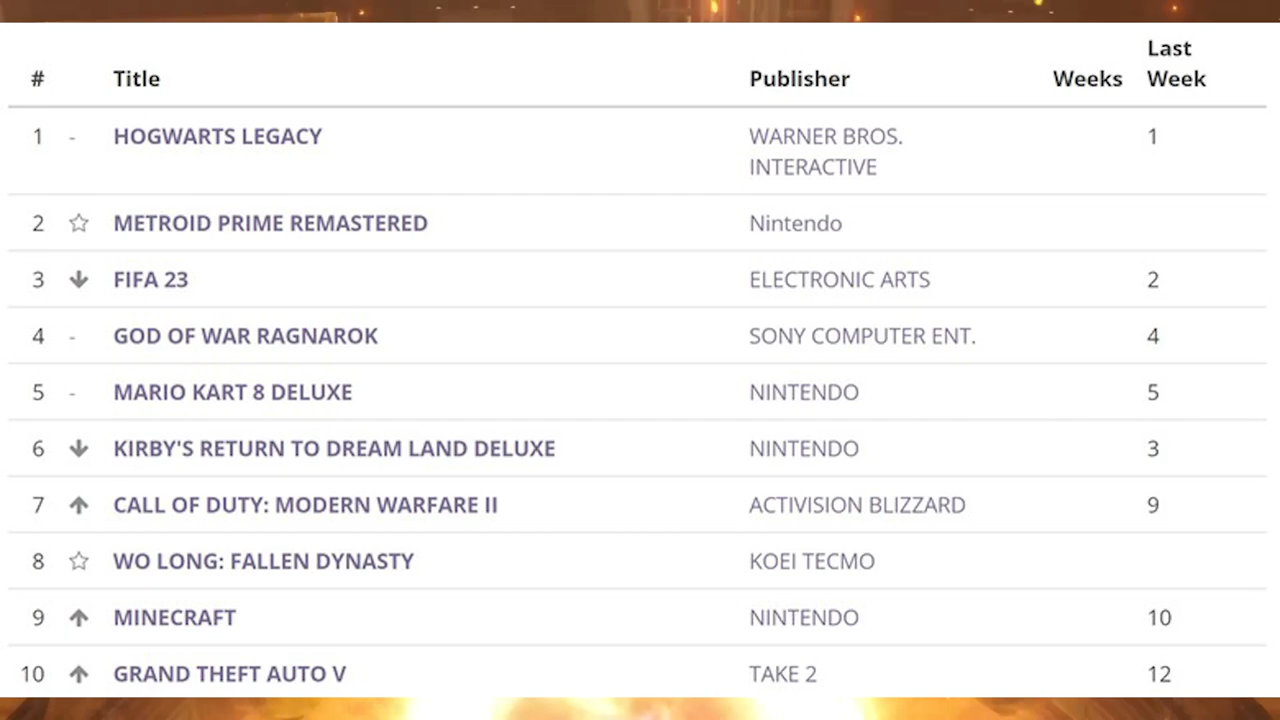 # Title Publisher Weeks Last Week
1 - HOGWARTS LEGACY WARNER BROS. INTERACTIVE 1
2 ☆ METROID PRIME REMASTERED Nintendo
3 ↓ FIFA 23 ELECTRONIC ARTS 2
4 - GOD OF WAR RAGNAROK SONY COMPUTER ENT. 4
5 - MARIO KART 8 DELUXE NINTENDO 5
6 ↓ KIRBY'S RETURN TO DREAM LAND DELUXE NINTENDO 3
7 ↑ CALL OF DUTY: MODERN WARFARE II ACTIVISION BLIZZARD 9
8 ☆ WO LONG: FALLEN DYNASTY KOEI TECMO
9 ↑ MINECRAFT NINTENDO 10
10 ↑ GRAND THEFT AUTO V TAKE 2 12